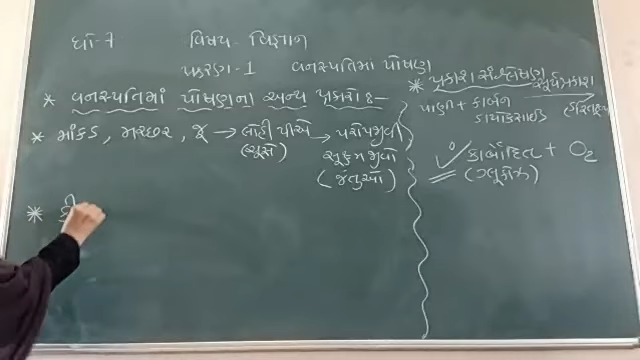 ધો-7 વિષય - વિજ્ઞાન
પ્રકરણ-1 વનસ્પતિમાં પોષણ
* વનસ્પતિમાં પોષણના અન્ય પ્રકારો :-
* માંકડ, મચ્છર, જૂ → લોહી પીએ → પરોપજીવી
(ચૂસે) સૂક્ષ્મજીવો
(જંતુઓ)
*
* પ્રકાશ સંશ્લેષણ
સૂર્યપ્રકાશ
પાણી + કાર્બન →
ડાયોક્સાઈડ
કાર્બોદિત + O2
(ગ્લુકોઝ)